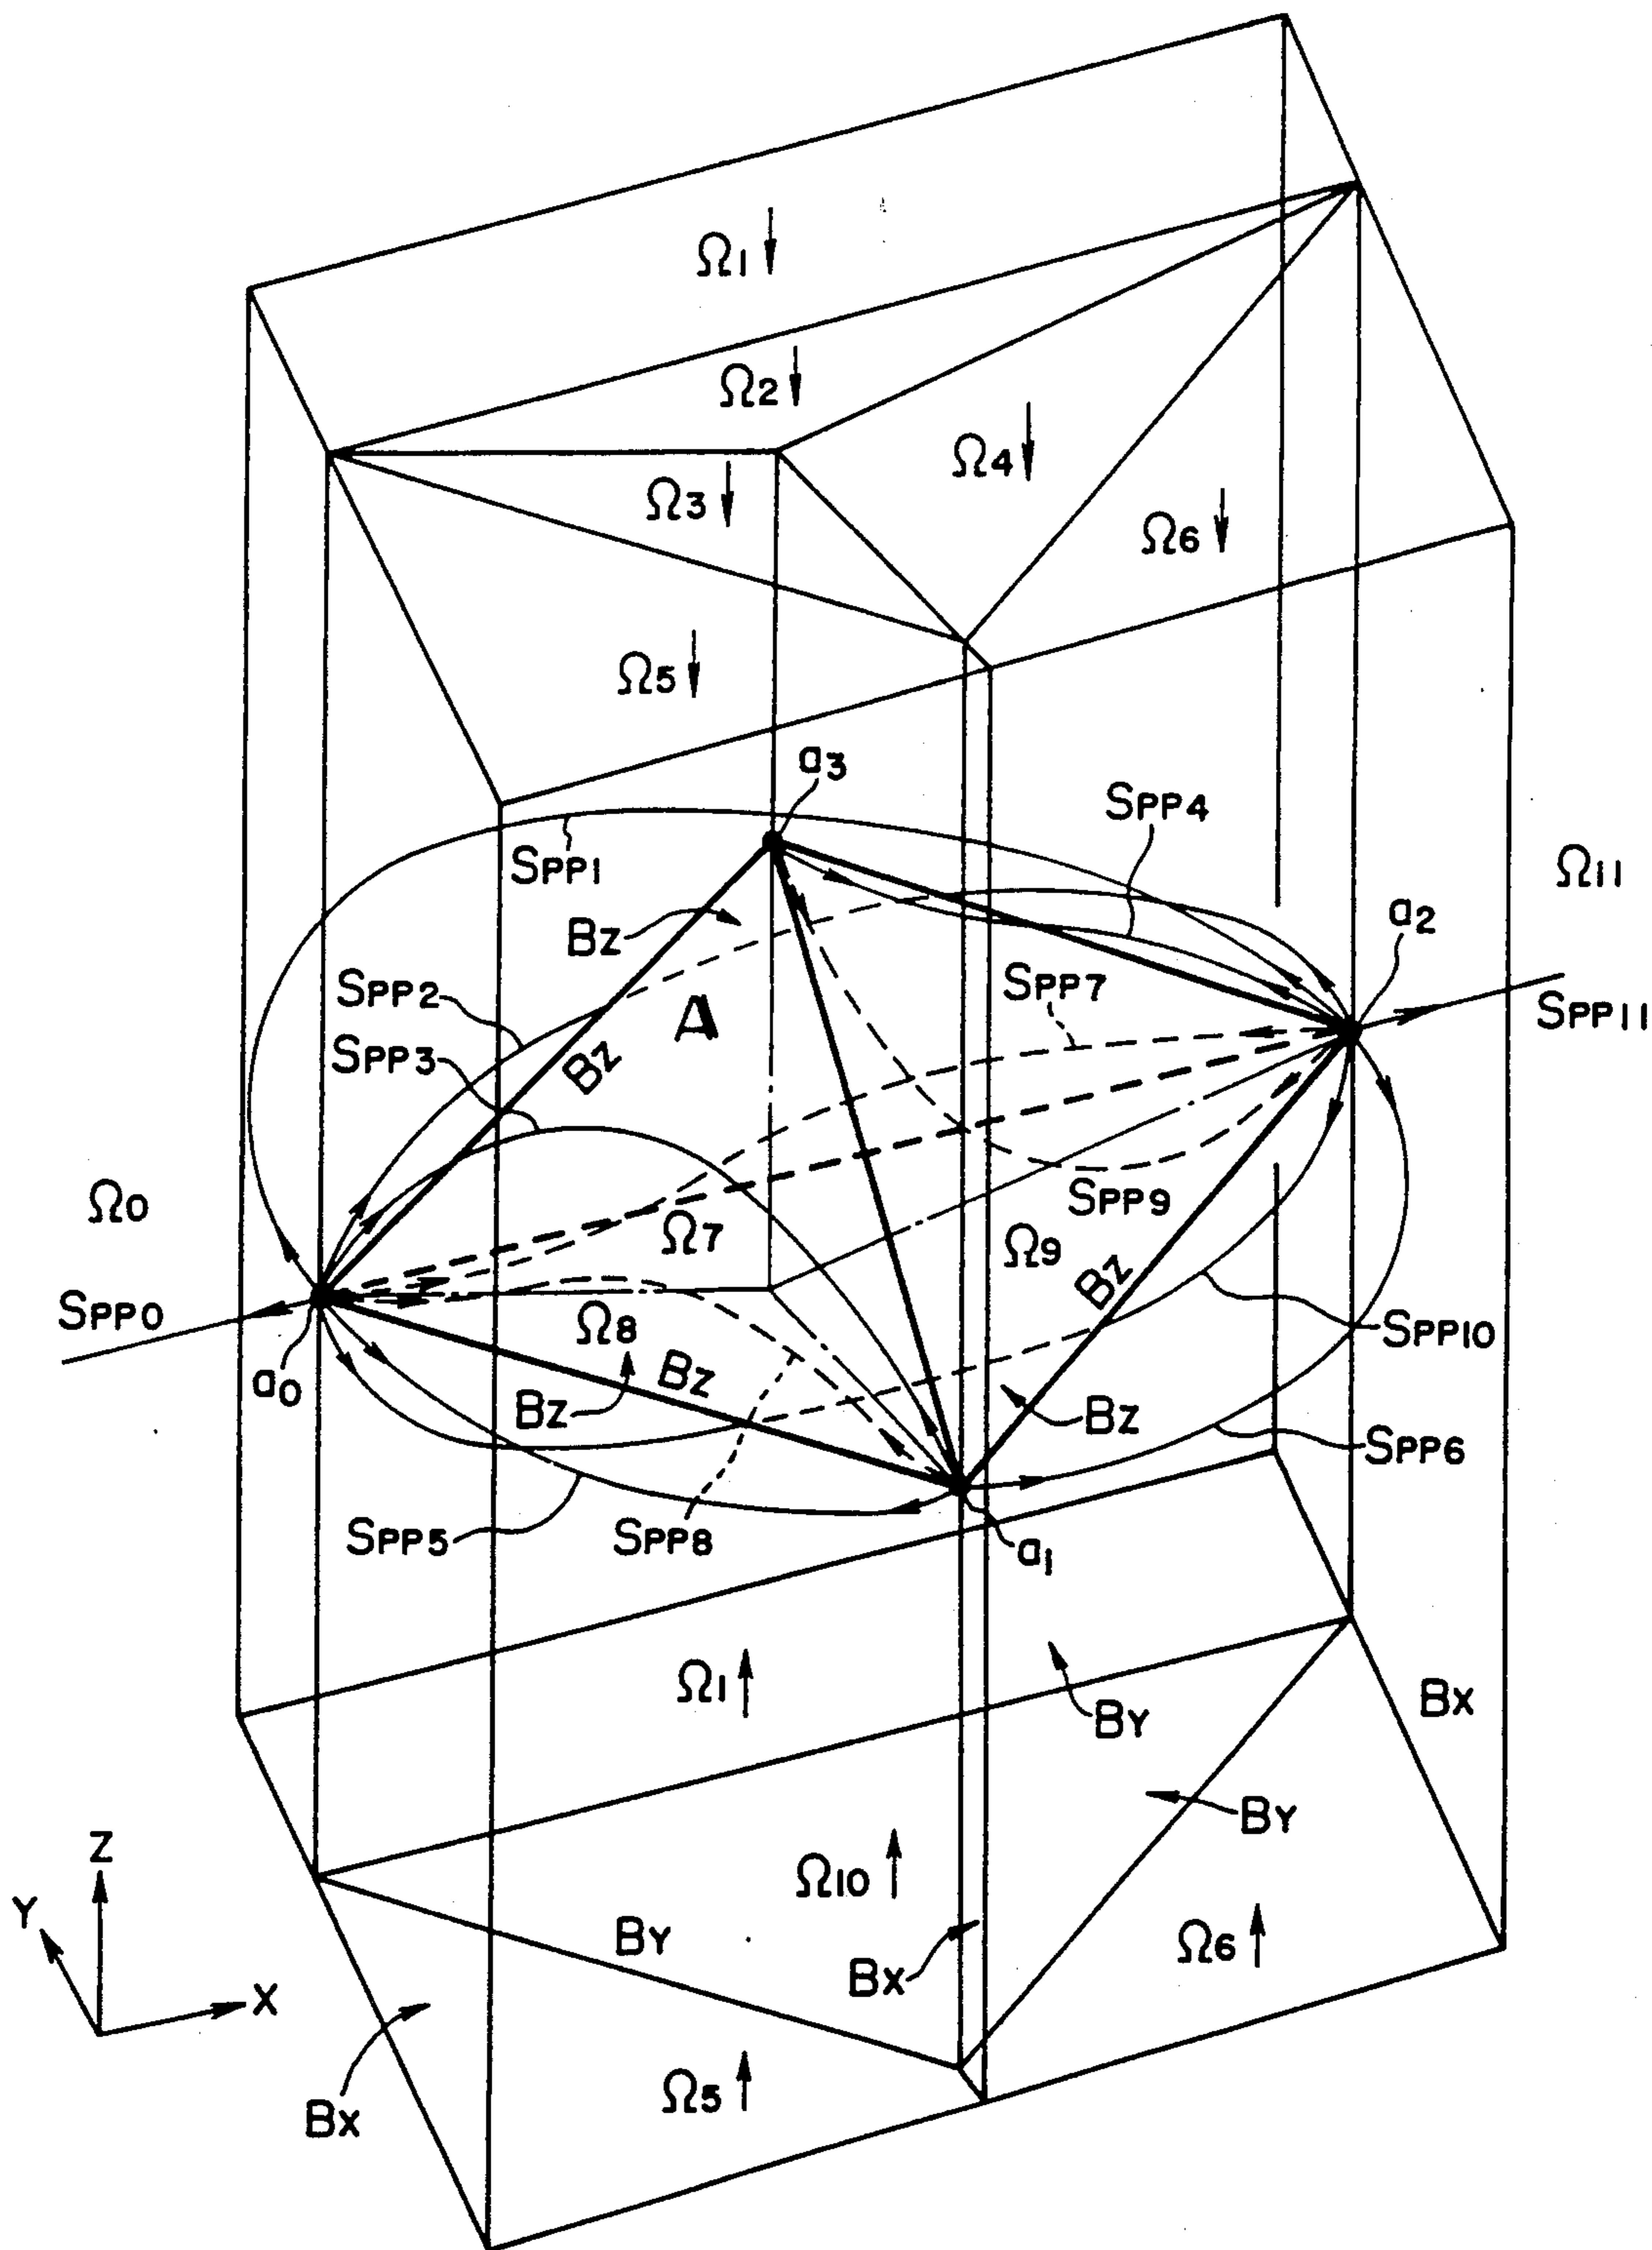 Ω1
Ω2
Ω4
Ω3
Ω6
Ω5
a3
SPP4
SPP1
Ω11
a2
BZ
SPP2
SPP7
A
SPP11
SPP3
BZ
SPP9
Ω0
Ω7
Ω9
BZ
SPP0
Ω8
SPP10
a0
BZ
BZ
BZ
SPP6
SPP5
SPP8
a1
Ω1
BX
BY
BY
Z
Ω10
Y
BY
Ω6
BX
X
Ω5
BX